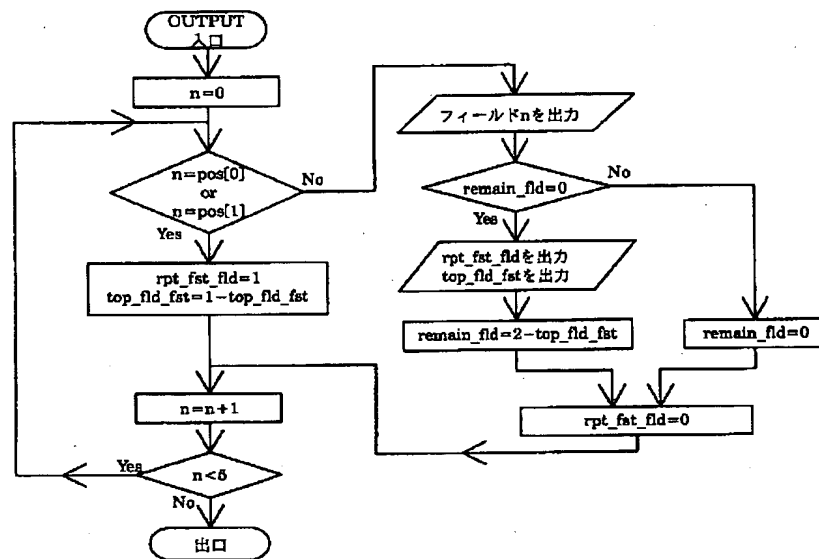 OUTPUT
入口
n=0
n=pos[0]
or
n=pos[1]
No
Yes
rpt_fst_fld=1
top_fld_fst=1-top_fld_fst
n=n+1
Yes
n<5
No
出口
フィールドnを出力
remain_fld=0
No
Yes
rpt_fst_fldを出力
top_fld_fstを出力
remain_fld=2-top_fld_fst
remain_fld=0
rpt_fst_fld=0